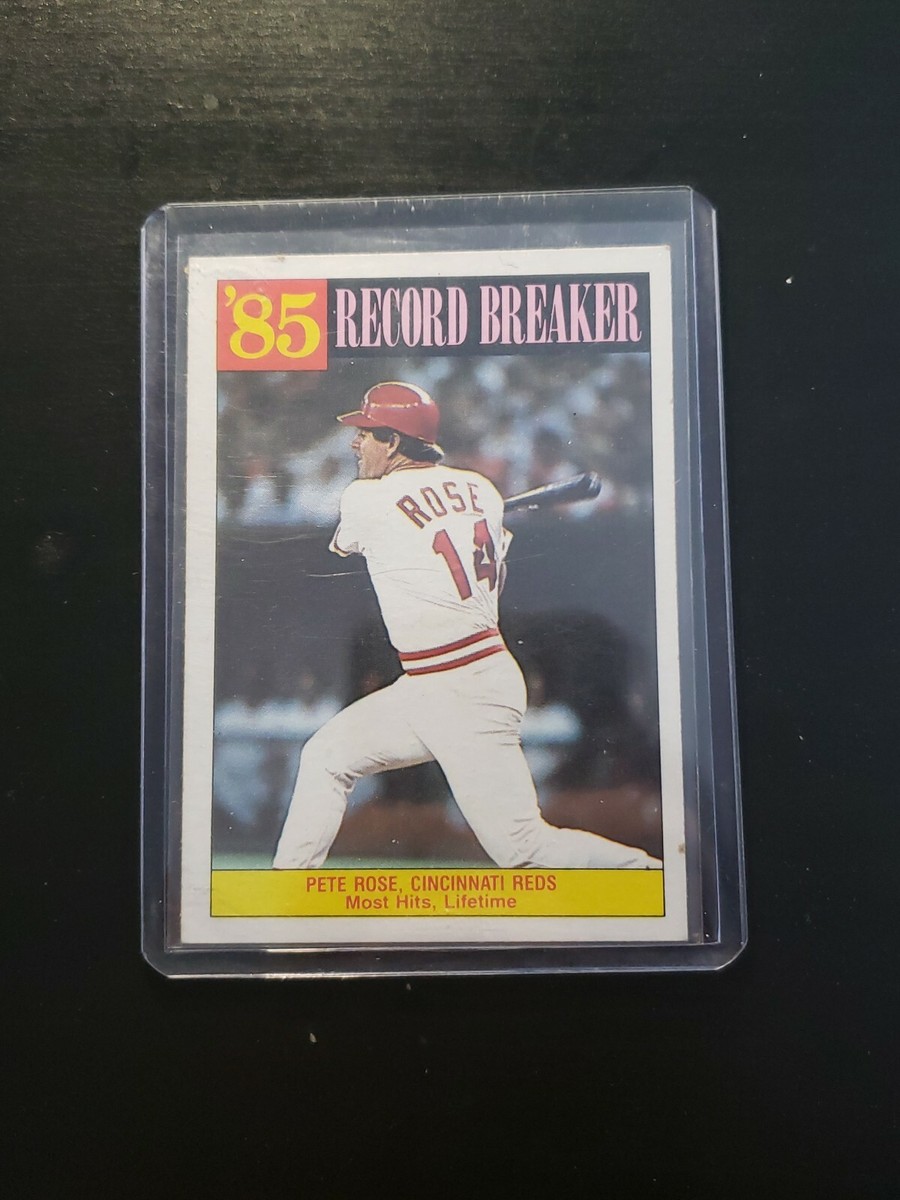 '85 RECORD BREAKER
ROSE
14
PETE ROSE, CINCINNATI REDS
Most Hits, Lifetime